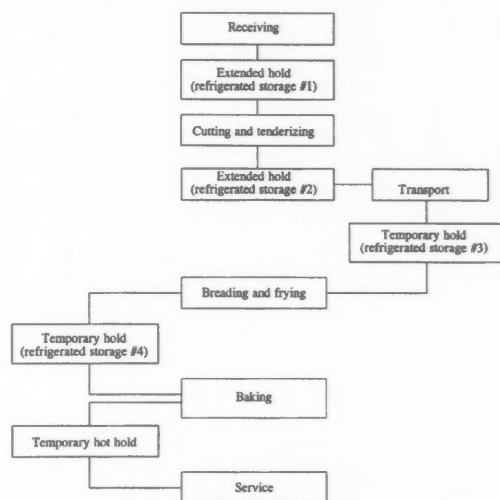 Receiving
Extended hold
(refrigerated storage #1)
Cutting and tenderizing
Extended hold
(refrigerated storage #2)
Transport
Temporary hold
(refrigerated storage #3)
Breading and frying
Temporary hold
(refrigerated storage #4)
Baking
Temporary hot hold
Service